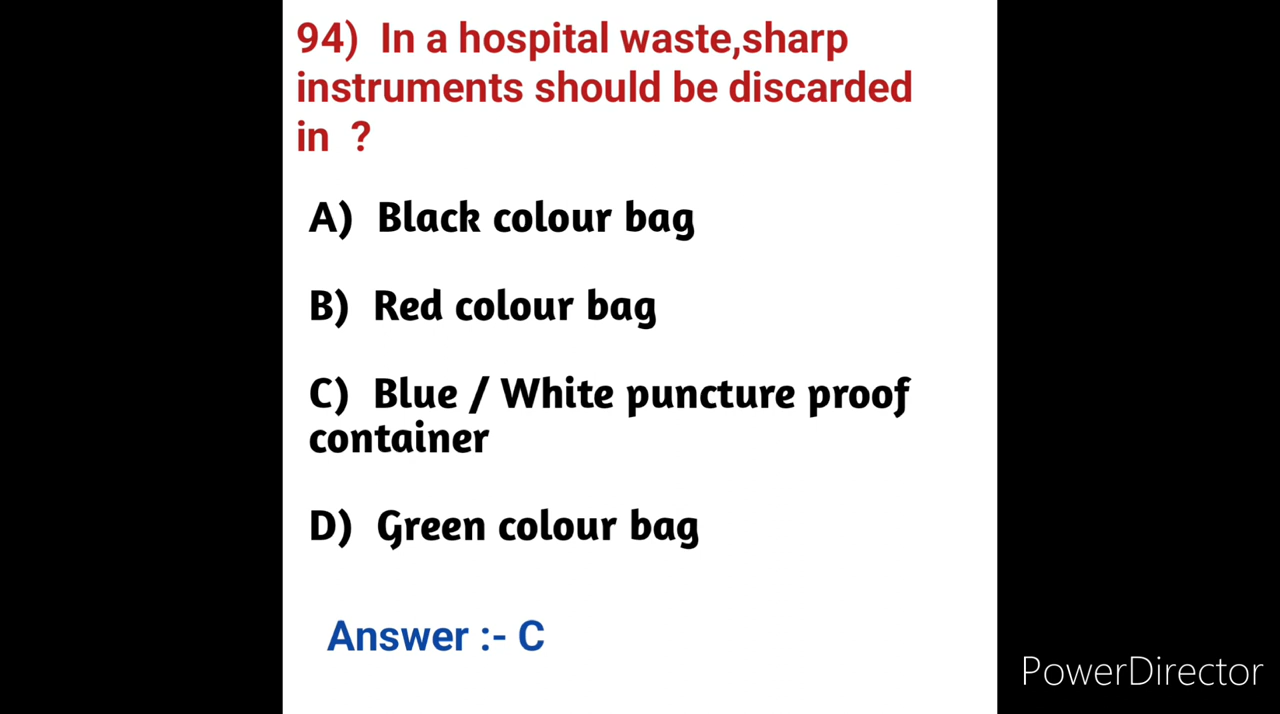 94)  In a hospital waste,sharp
instruments should be discarded
in  ?
A)  Black colour bag
B)  Red colour bag
C)  Blue / White puncture proof
container
D)  Green colour bag
Answer :- C
PowerDirector